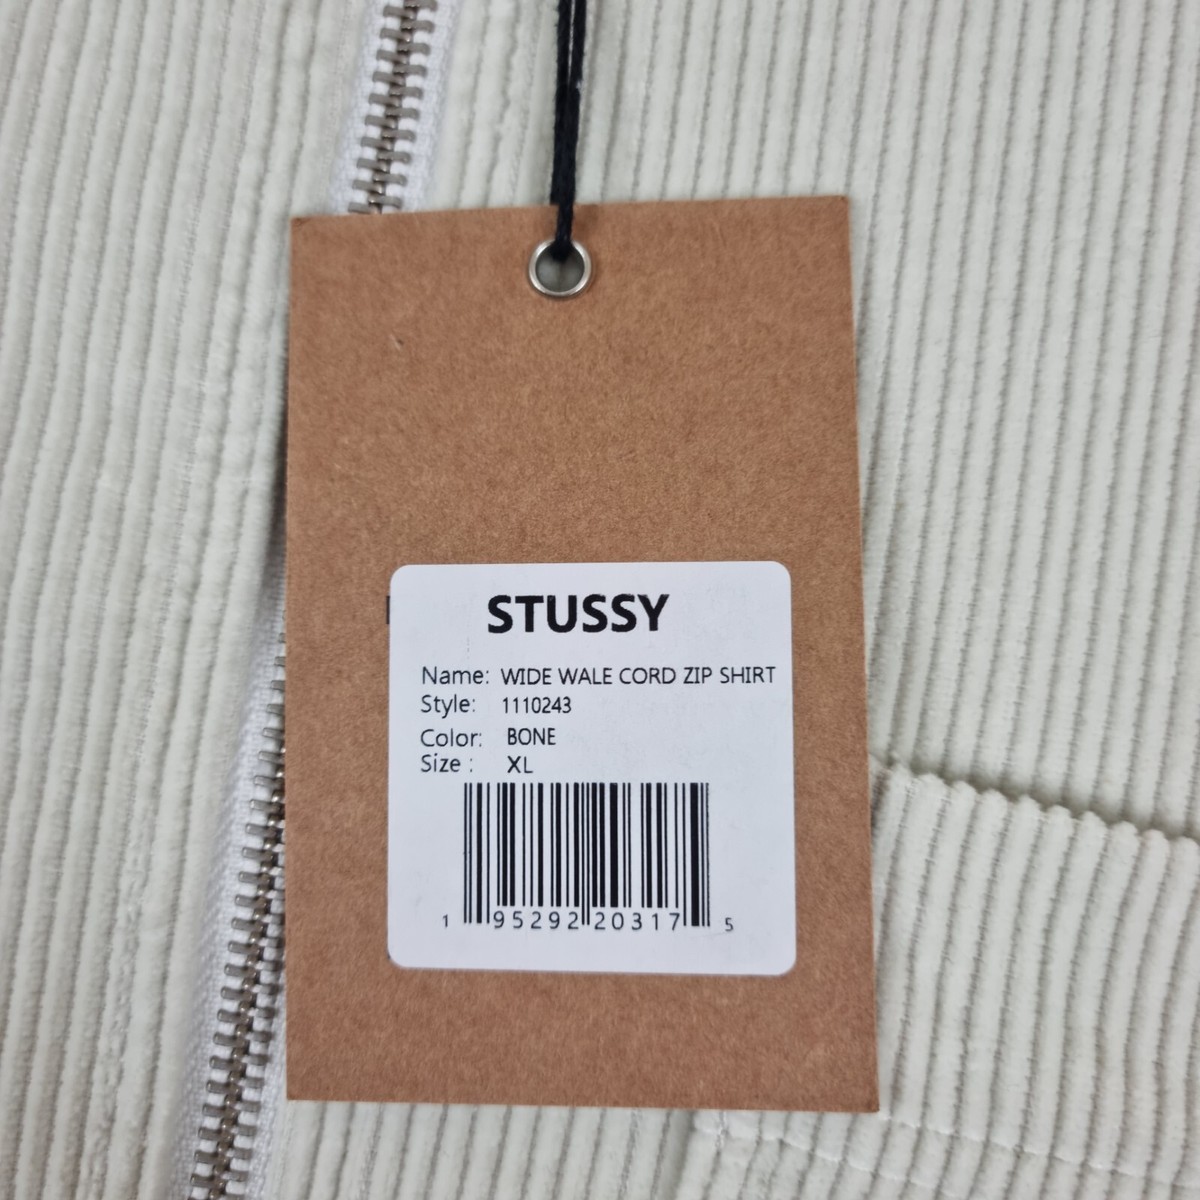 STUSSY
Name: WIDE WALE CORD ZIP SHIRT
Style: 1110243
Color: BONE
Size : XL
1 95292 20317 5